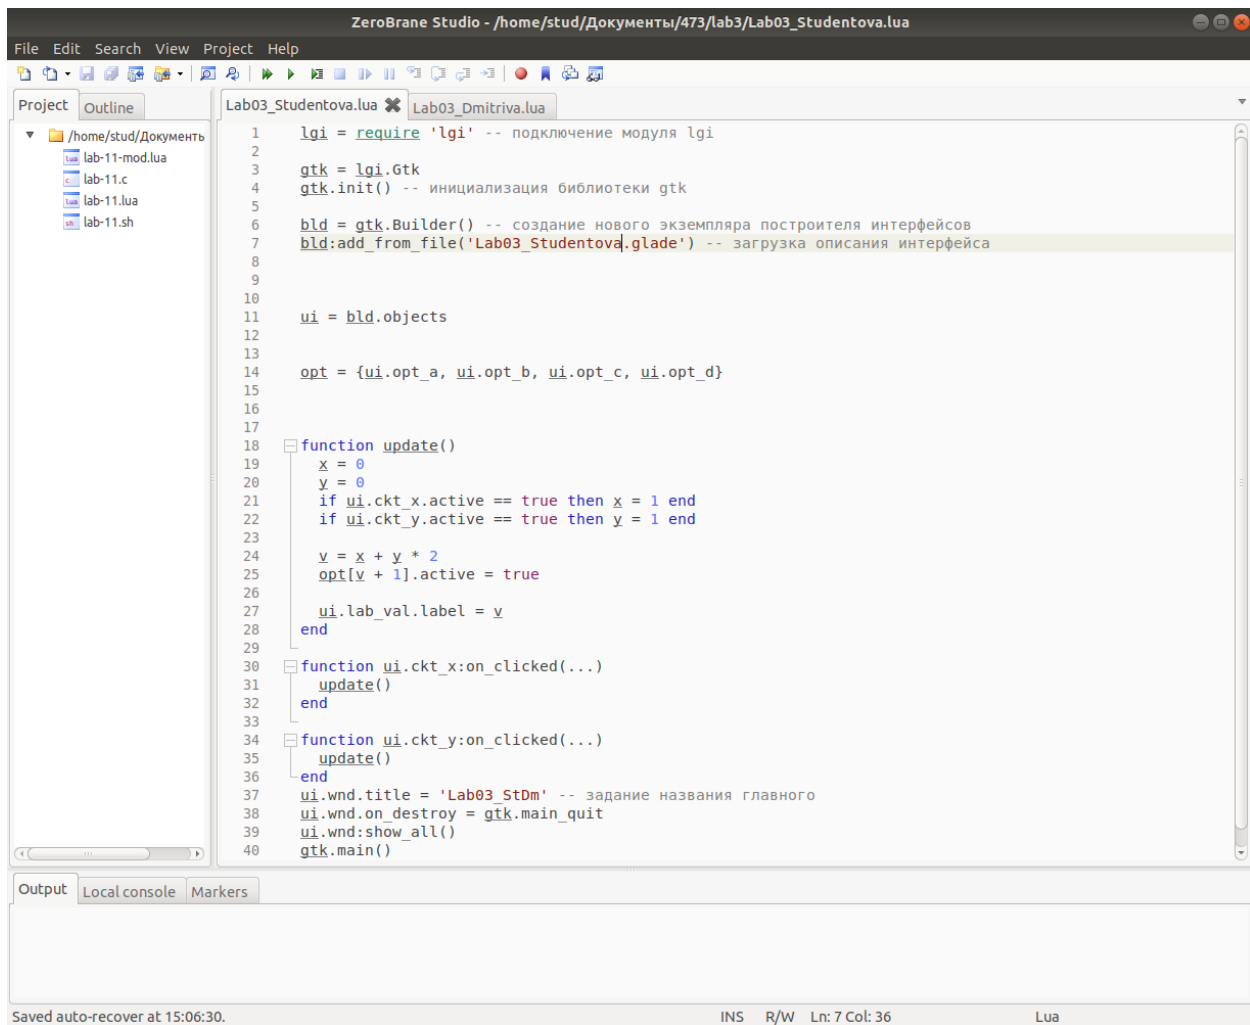 ZeroBrane Studio - /home/stud/Документы/473/lab3/Lab03_Studentova.lua
File Edit Search View Project Help
Project Outline
/home/stud/Документь
lab-11-mod.lua
lab-11.c
lab-11.lua
lab-11.sh
Lab03_Studentova.lua Lab03_Dmitriva.lua
1 lgi = require 'lgi' -- подключение модуля lgi
2
3 gtk = lgi.Gtk
4 gtk.init() -- инициализация библиотеки gtk
5
6 bld = gtk.Builder() -- создание нового экземпляра построителя интерфейсов
7 bld:add_from_file('Lab03_Studentova.glade') -- загрузка описания интерфейса
8
9
10
11 ui = bld.objects
12
13
14 opt = {ui.opt_a, ui.opt_b, ui.opt_c, ui.opt_d}
15
16
17
18 function update()
19 x = 0
20 y = 0
21 if ui.ckt_x.active == true then x = 1 end
22 if ui.ckt_y.active == true then y = 1 end
23
24 v = x + y * 2
25 opt[v + 1].active = true
26
27 ui.lab_val.label = v
28 end
29
30 function ui.ckt_x:on_clicked(...)
31 update()
32 end
33
34 function ui.ckt_y:on_clicked(...)
35 update()
36 end
37 ui.wnd.title = 'Lab03_StDm' -- задание названия главного
38 ui.wnd.on_destroy = gtk.main_quit
39 ui.wnd:show_all()
40 gtk.main()
Output Local console Markers
Saved auto-recover at 15:06:30. INS R/W Ln: 7 Col: 36 Lua